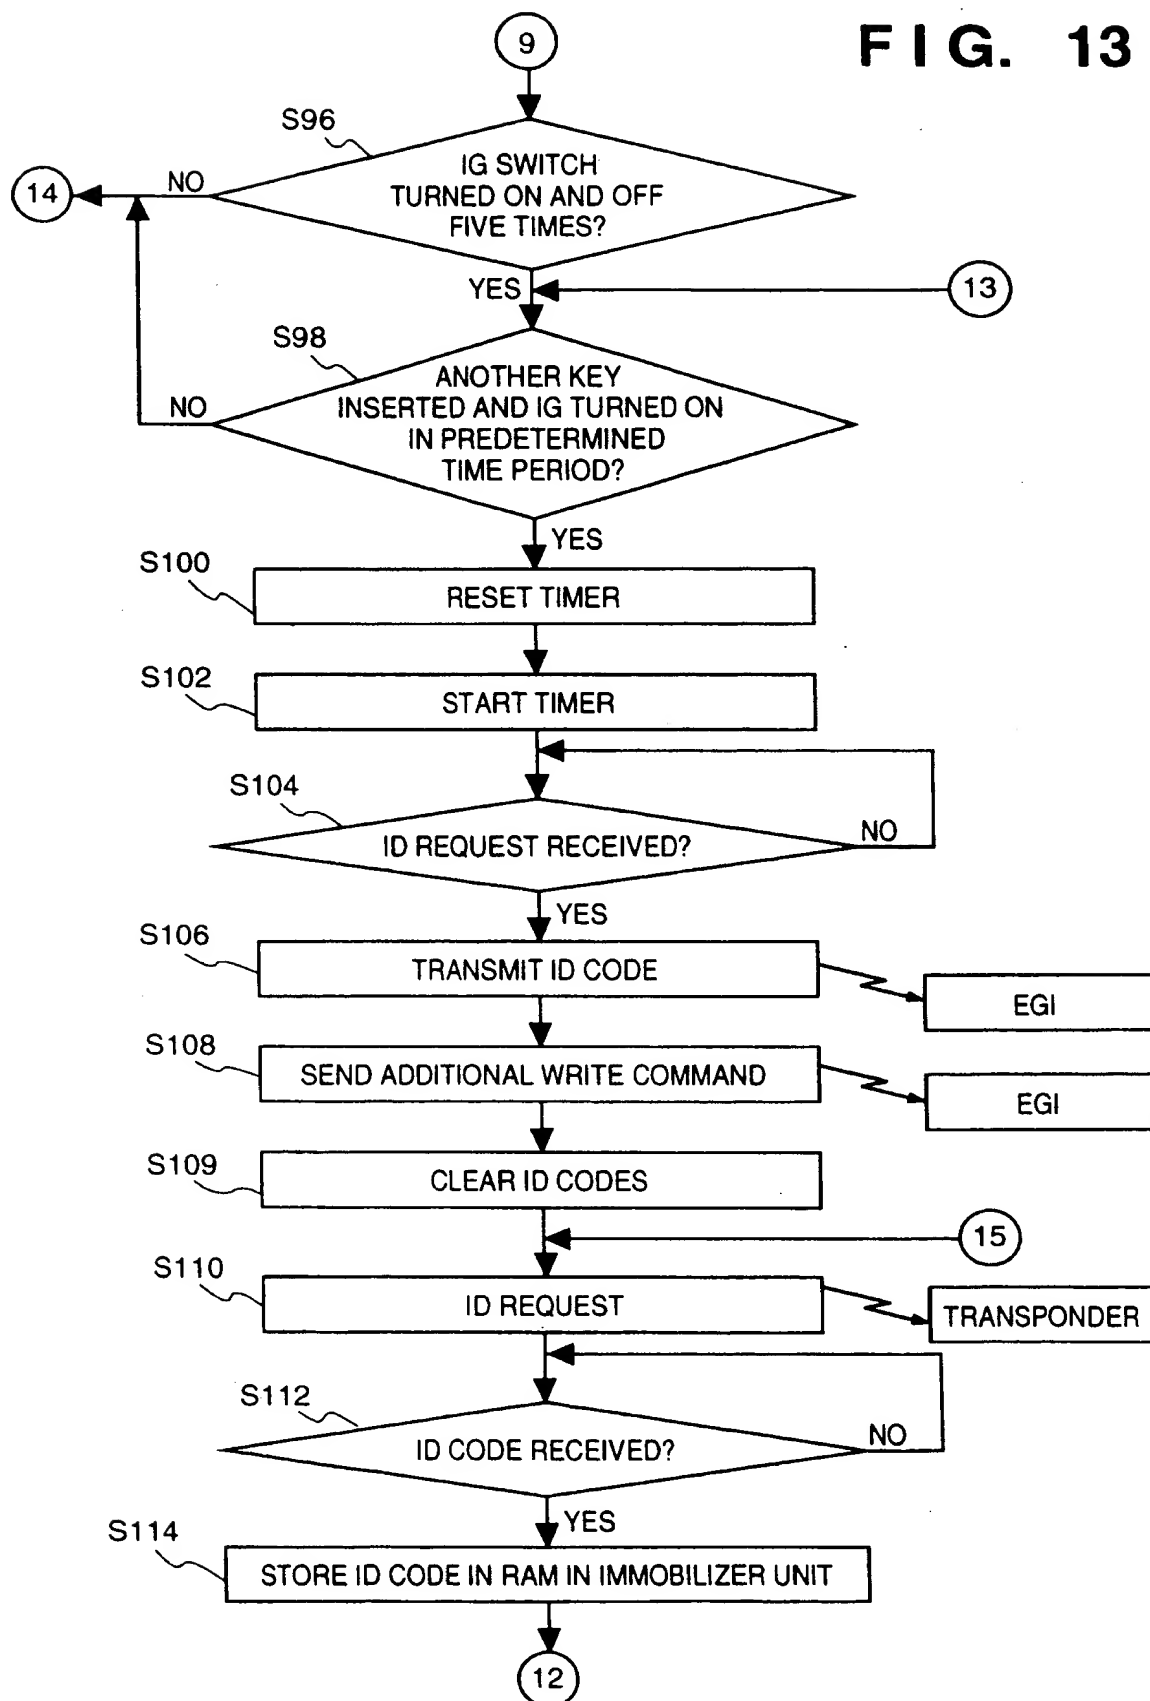 FIG. 13
9
S96
IG SWITCH
TURNED ON AND OFF
FIVE TIMES?
NO
14
YES
13
S98
ANOTHER KEY
INSERTED AND IG TURNED ON
IN PREDETERMINED
TIME PERIOD?
NO
YES
S100
RESET TIMER
S102
START TIMER
S104
ID REQUEST RECEIVED?
NO
YES
S106
TRANSMIT ID CODE
EGI
S108
SEND ADDITIONAL WRITE COMMAND
EGI
S109
CLEAR ID CODES
15
S110
ID REQUEST
TRANSPONDER
S112
ID CODE RECEIVED?
NO
YES
S114
STORE ID CODE IN RAM IN IMMOBILIZER UNIT
12